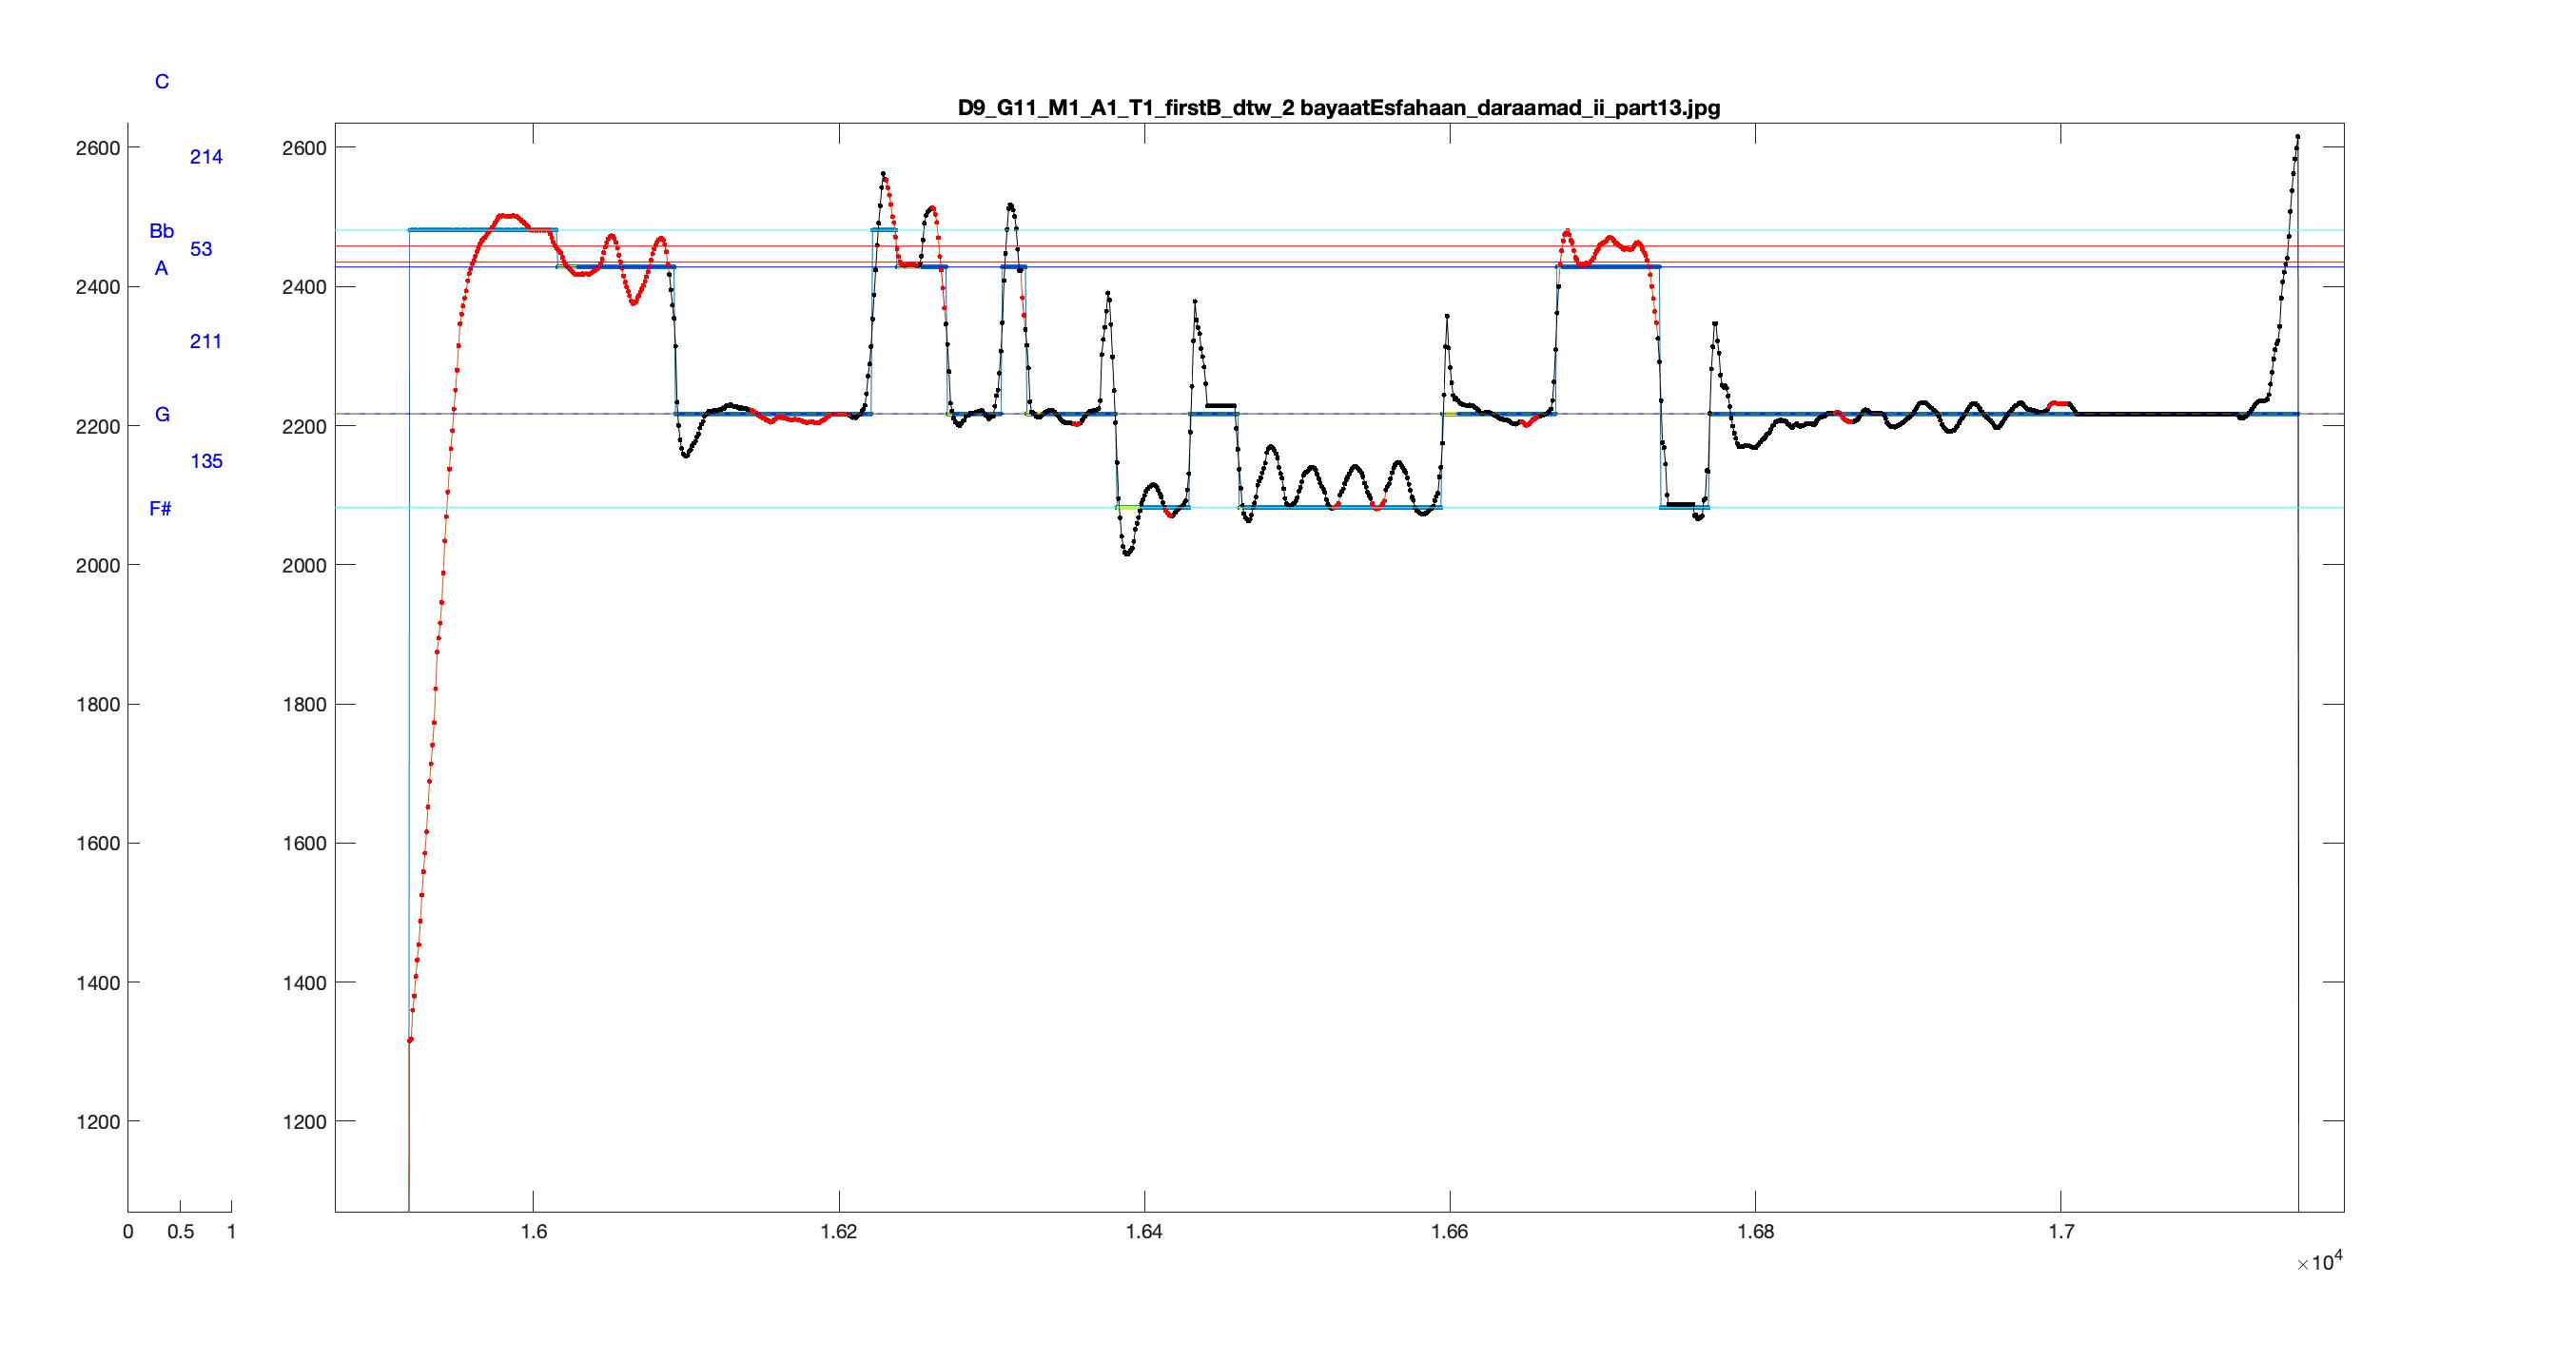 C
D9_G11_M1_A1_T1_firstB_dtw_2 bayaatEsfahaan_daraamad_ii_part13.jpg
2600 214 2600
Bb
53
A
2400 2400
211
G
2200 2200
135
F#
2000 2000
1800 1800
1600 1600
1400 1400
1200 1200
0 0.5 1 1.6 1.62 1.64 1.66 1.68 1.7
×10⁴